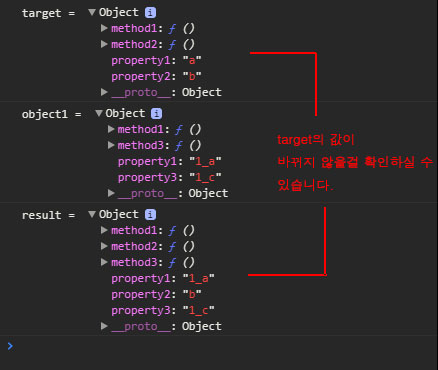 target = ▼Object i
▶method1: ƒ ()
▶method2: ƒ ()
property1: "a"
property2: "b"
▶__proto__: Object
object1 = ▼Object i
▶method1: ƒ ()
▶method3: ƒ ()
property1: "1_a"
property3: "1_c"
▶__proto__: Object
target의 값이
바뀌지 않을걸 확인하실 수
있습니다.
result = ▼Object i
▶method1: ƒ ()
▶method2: ƒ ()
▶method3: ƒ ()
property1: "1_a"
property2: "b"
property3: "1_c"
▶__proto__: Object
>